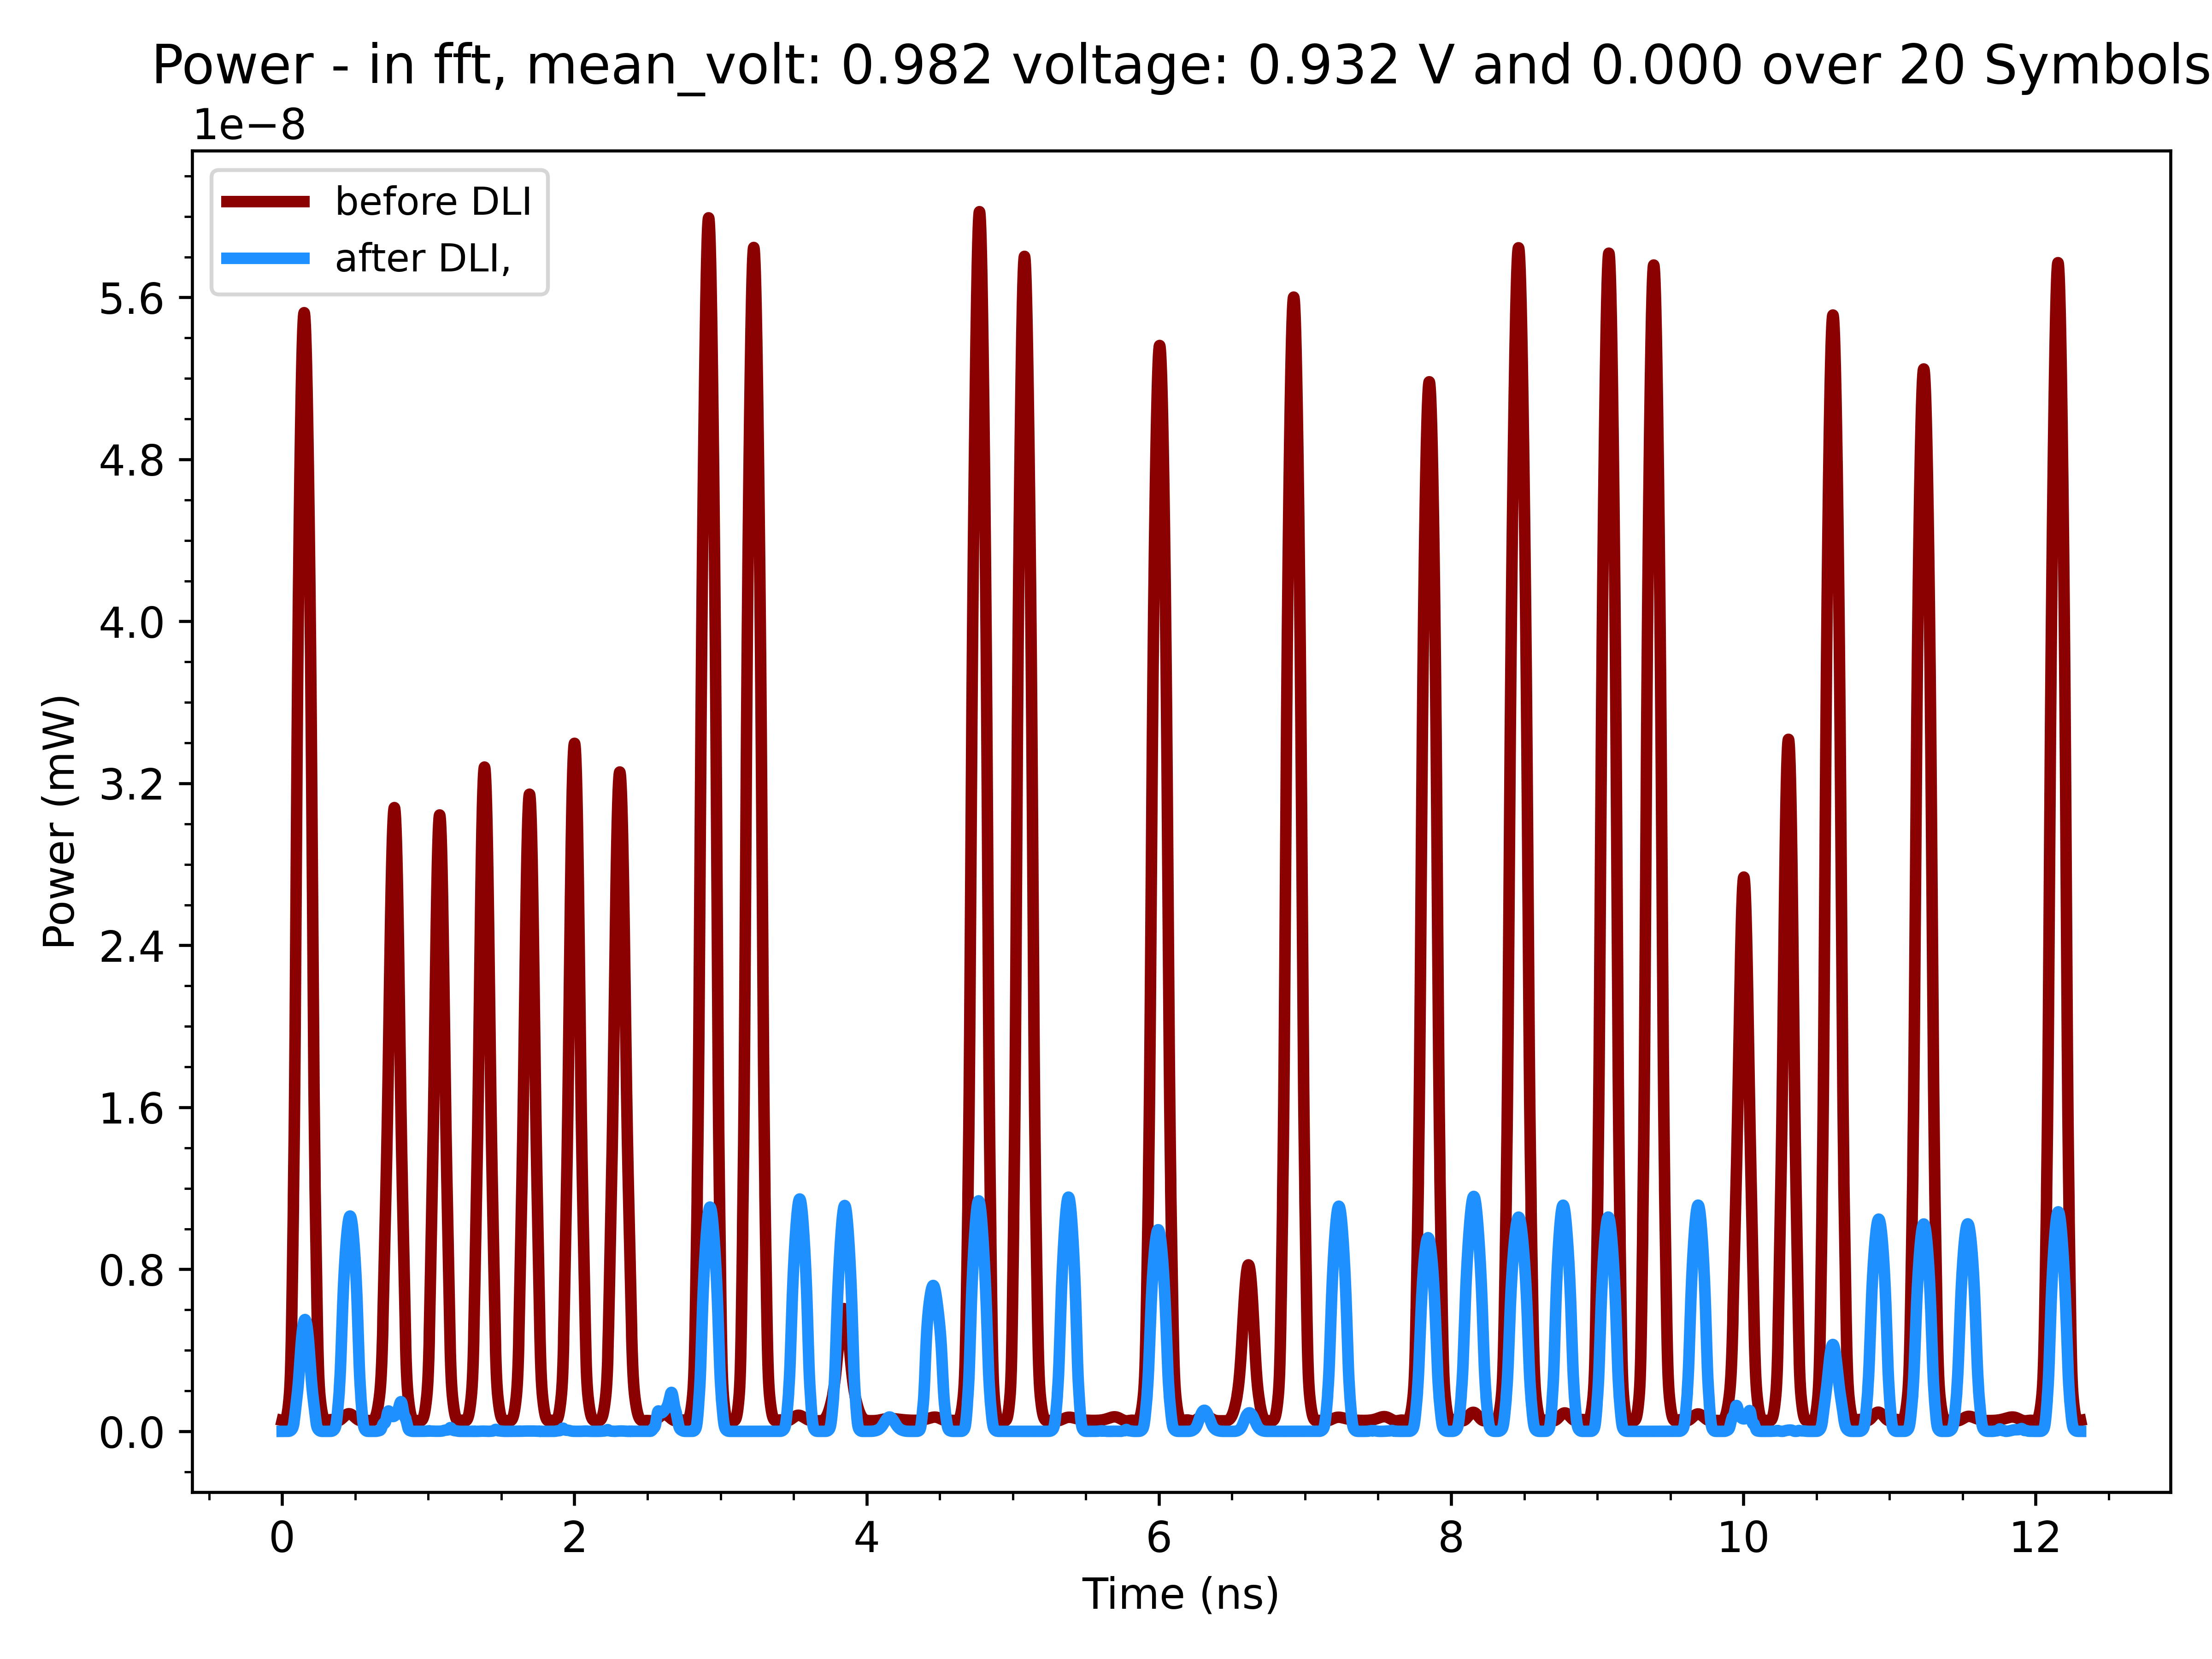 Power - in fft, mean_volt: 0.982 voltage: 0.932 V and 0.000 over 20 Symbols
1e−8
before DLI
after DLI,
5.6
4.8
4.0
3.2
2.4
1.6
0.8
0.0
Power (mW)
0 2 4 6 8 10 12
Time (ns)